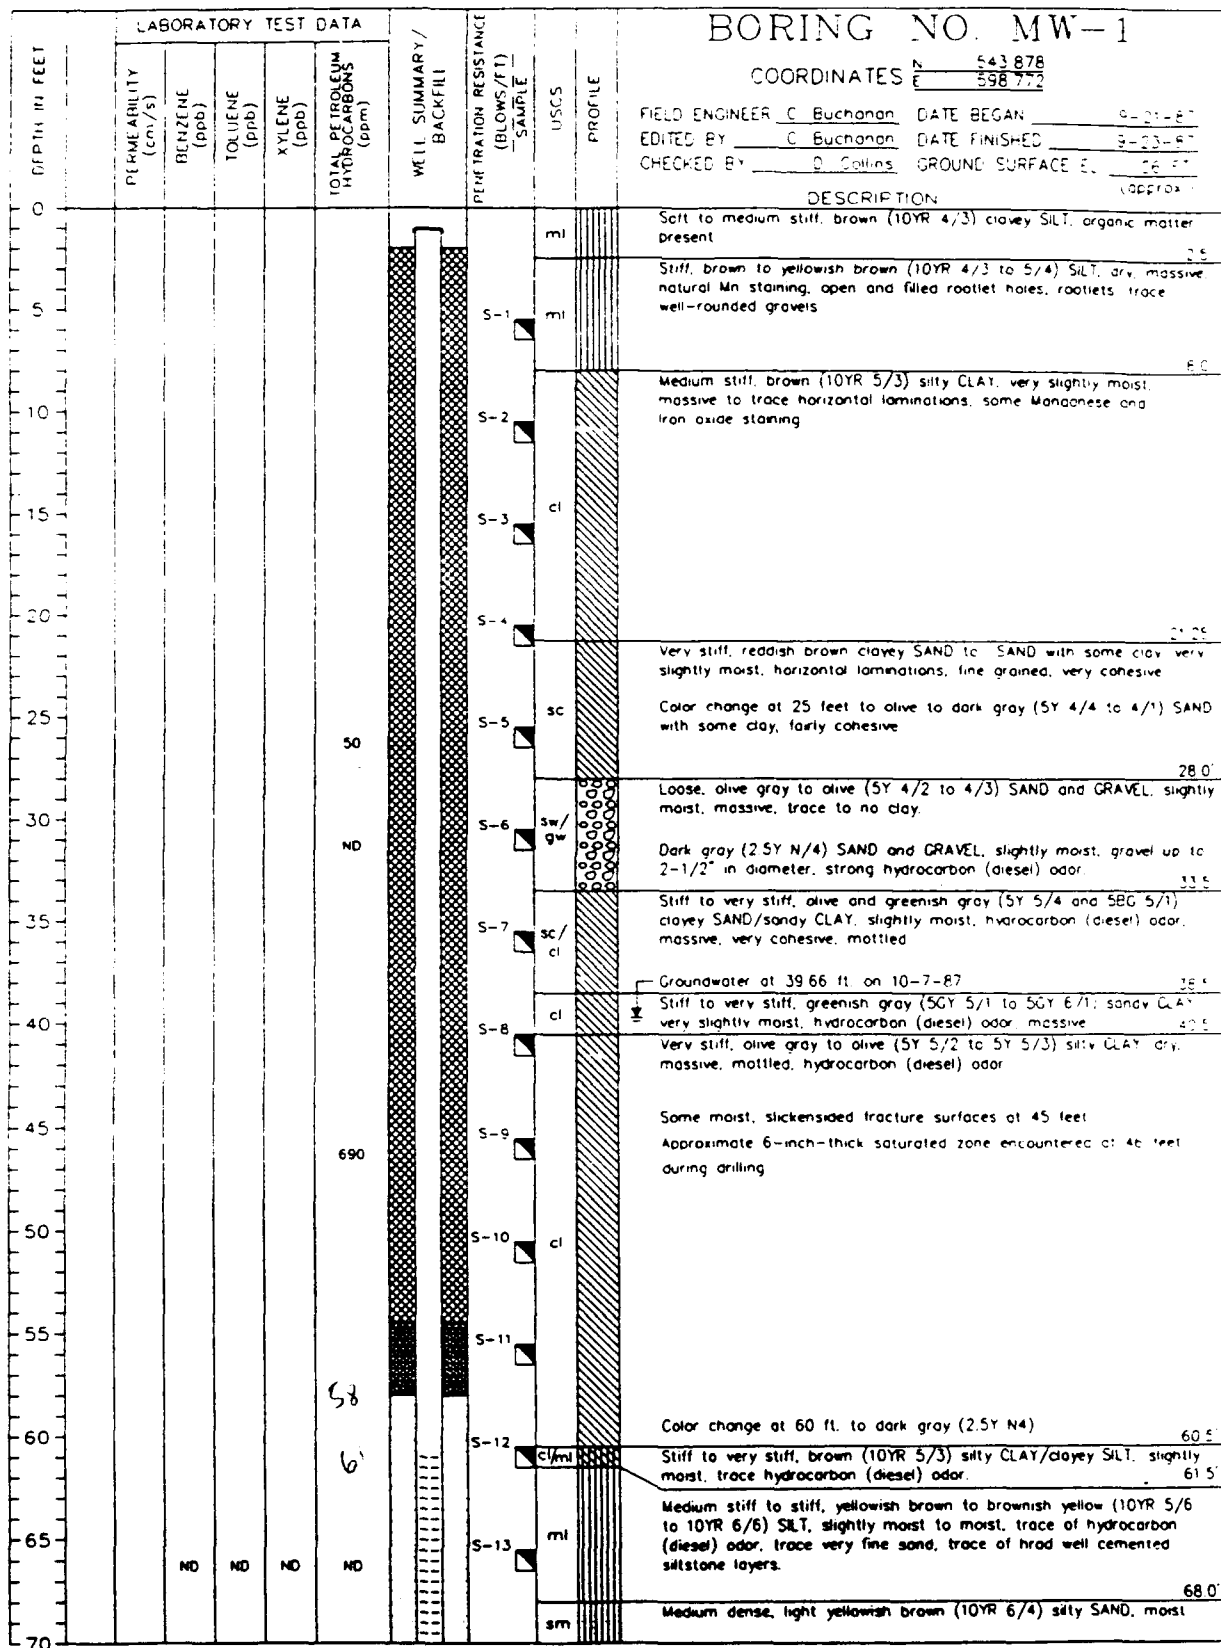 BORING NO. MW-1
COORDINATES N 543 878
E 598 772
FIELD ENGINEER C Buchanan DATE BEGAN 9-21-87
EDITED BY C Buchanan DATE FINISHED 9-23-87
CHECKED BY D. Collins GROUND SURFACE EL
(approx.)
DESCRIPTION
LABORATORY TEST DATA
DEPTH IN FEET
PERMEABILITY (cm/s)
BENZENE (ppb)
TOLUENE (ppb)
XYLENE (ppb)
TOTAL PETROLEUM HYDROCARBONS (ppm)
WELL SUMMARY/ BACKFILL
PENETRATION RESISTANCE (BLOWS/FT)
SAMPLE
USCS
PROFILE
0
ml
Soft to medium stiff, brown (10YR 4/3) clayey SILT, organic matter
present
2.5
Stiff, brown to yellowish brown (10YR 4/3 to 5/4) SILT, dry, massive
natural Mn staining, open and filled rootlet holes, rootlets trace
well-rounded gravels
5
S-1
ml
8.0
Medium stiff, brown (10YR 5/3) silty CLAY, very slightly moist,
massive to trace horizontal laminations, some Manganese and
Iron oxide staining
10
S-2
15
S-3
cl
20
S-4
21.25
Very stiff, reddish brown clayey SAND to SAND with some clay very
slightly moist, horizontal laminations, fine grained, very cohesive
Color change at 25 feet to olive to dark gray (5Y 4/4 to 4/1) SAND
with some clay, fairly cohesive
25
S-5
sc
50
28.0'
Loose, olive gray to olive (5Y 4/2 to 4/3) SAND and GRAVEL, slightly
moist, massive, trace to no clay.
30
S-6
sw/
gw
ND
Dark gray (2.5Y N/4) SAND and GRAVEL, slightly moist, gravel up to
2-1/2" in diameter, strong hydrocarbon (diesel) odor.
33.5
Stiff to very stiff, olive and greenish gray (5Y 5/4 and 5BG 5/1)
clayey SAND/sandy CLAY, slightly moist, hydrocarbon (diesel) odor,
massive, very cohesive, mottled
35
S-7
sc/
cl
Groundwater at 39.66 ft. on 10-7-87
38.5
Stiff to very stiff, greenish gray (5GY 5/1 to 5GY 6/1) sandy CLAY
very slightly moist, hydrocarbon (diesel) odor, massive
40.5
cl
40
S-8
Very stiff, olive gray to olive (5Y 5/2 to 5Y 5/3) silty CLAY, dry,
massive, mottled, hydrocarbon (diesel) odor
Some moist, slickensided fracture surfaces at 45 feet
45
S-9
690
Approximate 6-inch-thick saturated zone encountered at 46 feet
during drilling
50
S-10
cl
55
S-11
58
Color change at 60 ft. to dark gray (2.5Y N4)
60
S-12
60.5'
cl/ml
Stiff to very stiff, brown (10YR 5/3) silty CLAY/clayey SILT, slightly
moist, trace hydrocarbon (diesel) odor.
61.5'
Medium stiff to stiff, yellowish brown to brownish yellow (10YR 5/6
to 10YR 6/6) SILT, slightly moist to moist, trace of hydrocarbon
(diesel) odor, trace very fine sand, trace of hrad well cemented
siltstone layers.
65
S-13
ml
ND
ND
ND
ND
68.0'
Medium dense, light yellowish brown (10YR 6/4) silty SAND, moist
sm
70